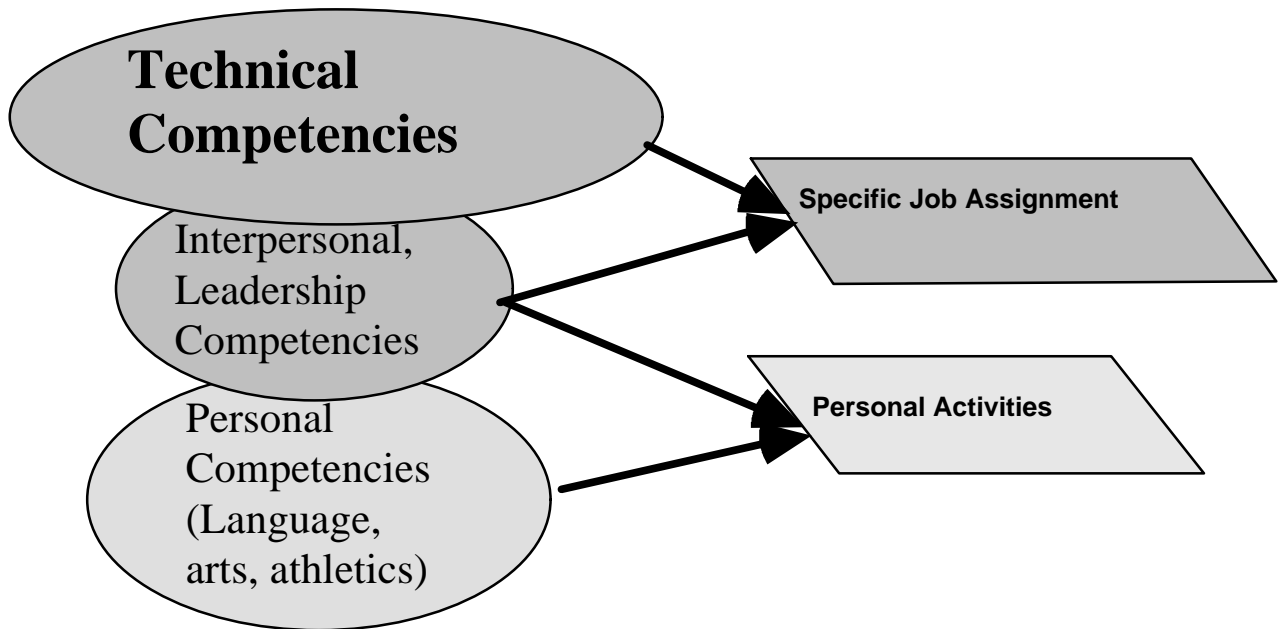 Technical
Competencies
Specific Job Assignment
Interpersonal,
Leadership
Competencies
Personal Activities
Personal
Competencies
(Language,
arts, athletics)